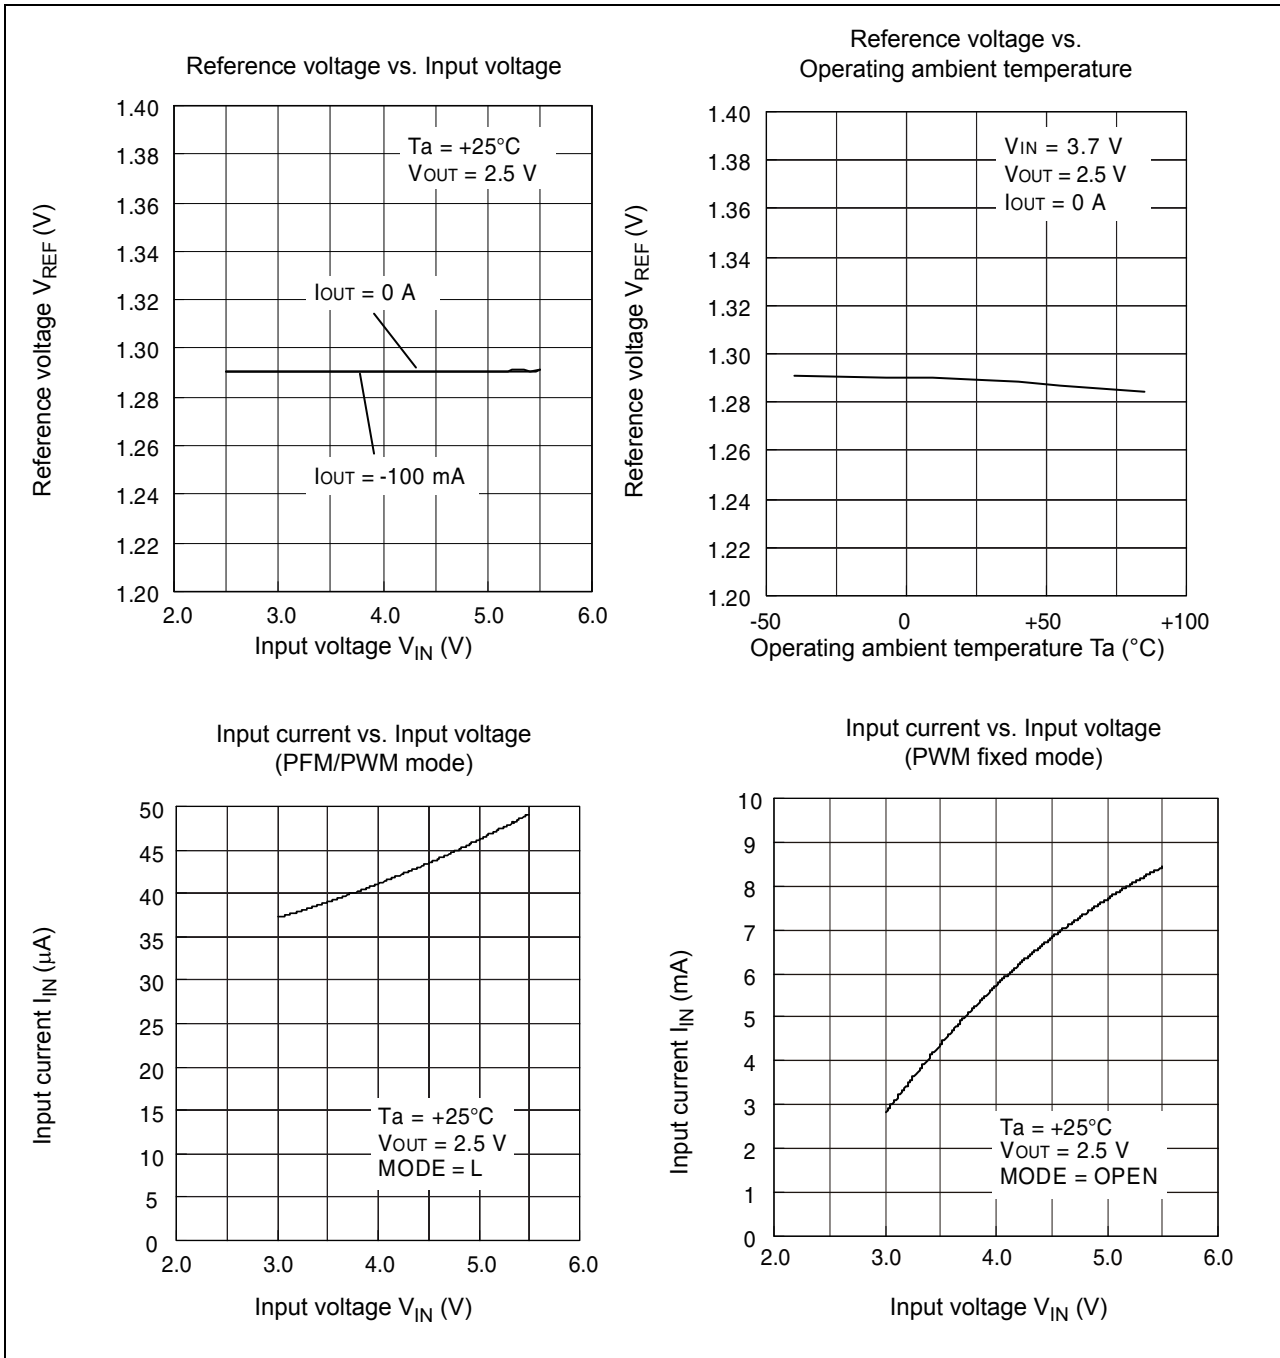 Reference voltage vs. Input voltage
1.40
1.38
1.36
1.34
1.32
1.30
1.28
1.26
1.24
1.22
1.20
Reference voltage VREF (V)
Ta = +25°C
VOUT = 2.5 V
IOUT = 0 A
IOUT = -100 mA
2.0 3.0 4.0 5.0 6.0
Input voltage VIN (V)
Reference voltage vs.
Operating ambient temperature
1.40
1.38
1.36
1.34
1.32
1.30
1.28
1.26
1.24
1.22
1.20
Reference voltage VREF (V)
VIN = 3.7 V
VOUT = 2.5 V
IOUT = 0 A
-50 0 +50 +100
Operating ambient temperature Ta (°C)
Input current vs. Input voltage
(PFM/PWM mode)
50
45
40
35
30
25
20
15
10
5
0
Input current IIN (µA)
Ta = +25°C
VOUT = 2.5 V
MODE = L
2.0 3.0 4.0 5.0 6.0
Input voltage VIN (V)
Input current vs. Input voltage
(PWM fixed mode)
10
9
8
7
6
5
4
3
2
1
0
Input current IIN (mA)
Ta = +25°C
VOUT = 2.5 V
MODE = OPEN
2.0 3.0 4.0 5.0 6.0
Input voltage VIN (V)